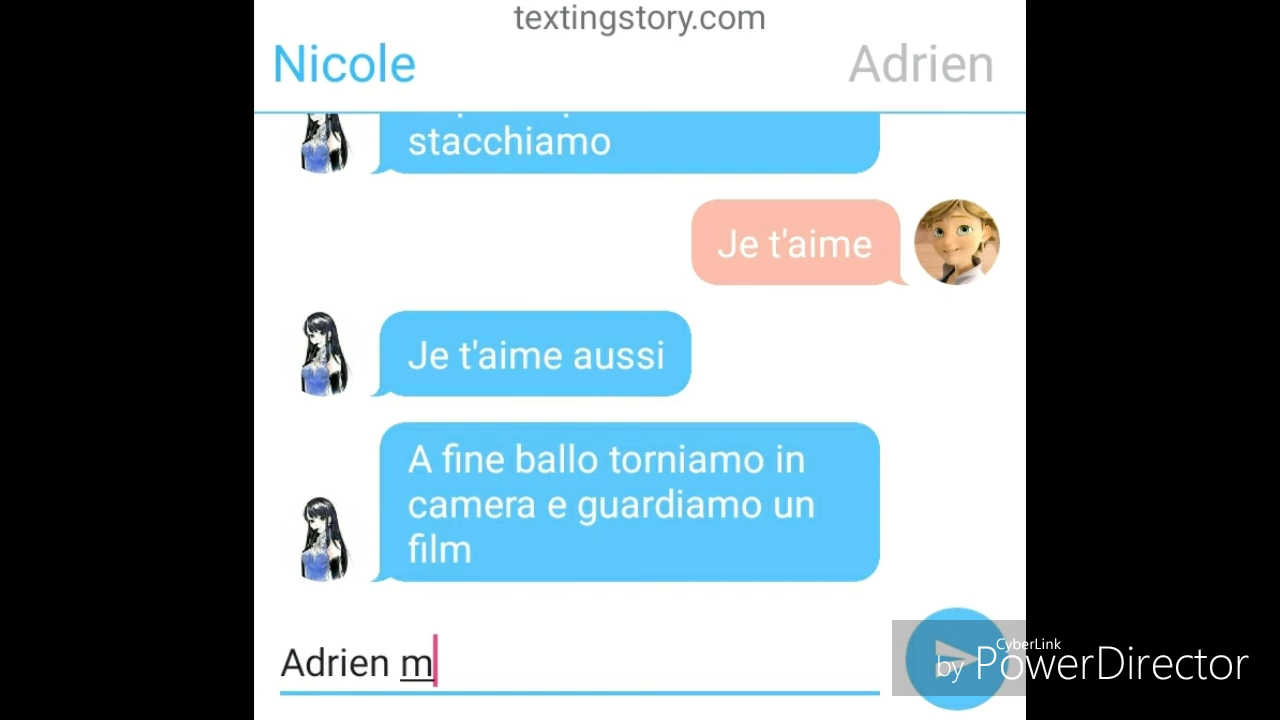 textingstory.com
Nicole
Adrien
stacchiamo
Je t'aime
Je t'aime aussi
A fine ballo torniamo in
camera e guardiamo un
film
Adrien m
CyberLink
by PowerDirector